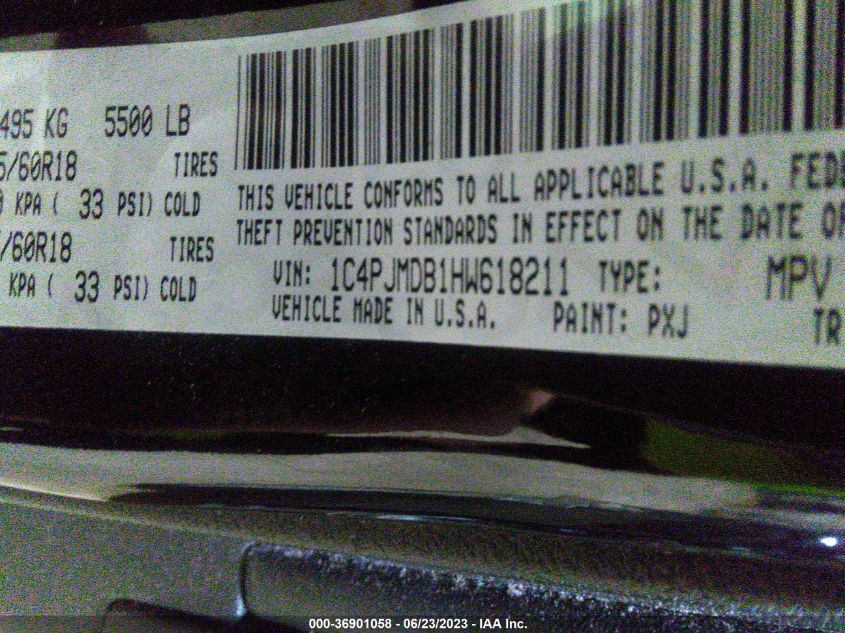 495 KG 5500 LB
/60R18 TIRES
KPA ( 33 PSI) COLD
/60R18 TIRES
KPA ( 33 PSI) COLD
THIS VEHICLE CONFORMS TO ALL APPLICABLE U.S.A. FEDE
THEFT PREVENTION STANDARDS IN EFFECT ON THE DATE OF
VIN: 1C4PJMDB1HW618211 TYPE: MPV
VEHICLE MADE IN U.S.A. PAINT: PXJ TR
000-36901058 - 06/23/2023 - IAA Inc.